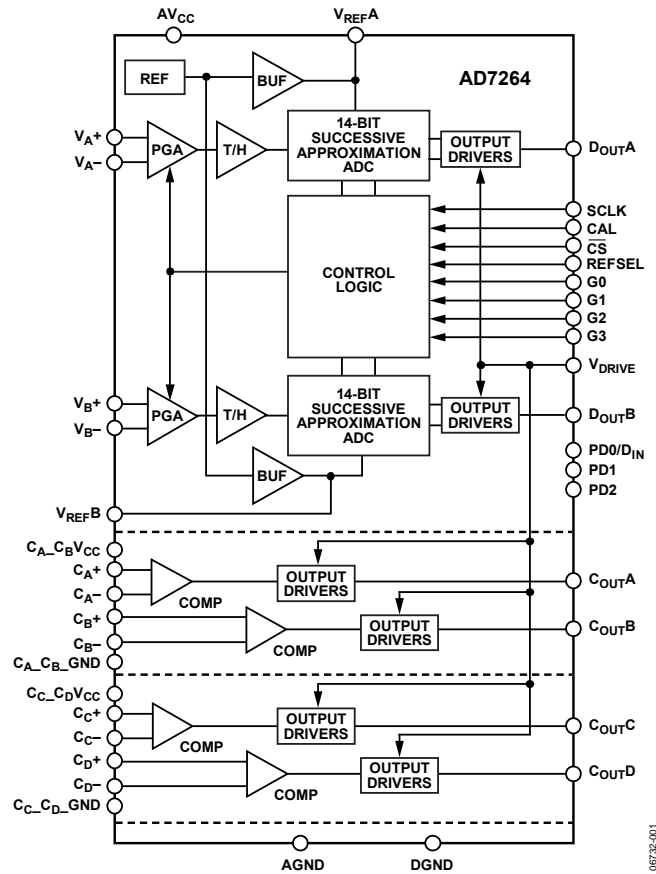 AVCC
VREFA
REF
BUF
AD7264
VA+
VA–
PGA
T/H
14-BIT
SUCCESSIVE
APPROXIMATION
ADC
OUTPUT
DRIVERS
DOUTA
CONTROL
LOGIC
SCLK
CAL
CS
REFSEL
G0
G1
G2
G3
VDRIVE
VB+
VB–
PGA
T/H
14-BIT
SUCCESSIVE
APPROXIMATION
ADC
OUTPUT
DRIVERS
DOUTB
PD0/DIN
PD1
PD2
BUF
VREFB
CA_CBVCC
CA+
CA–
COMP
OUTPUT
DRIVERS
COUTA
CB+
CB–
COMP
OUTPUT
DRIVERS
COUTB
CA_CB_GND
CC_CDVCC
CC+
CC–
COMP
OUTPUT
DRIVERS
COUTC
CD+
CD–
COMP
OUTPUT
DRIVERS
COUTD
CC_CD_GND
AGND
DGND
06732-001